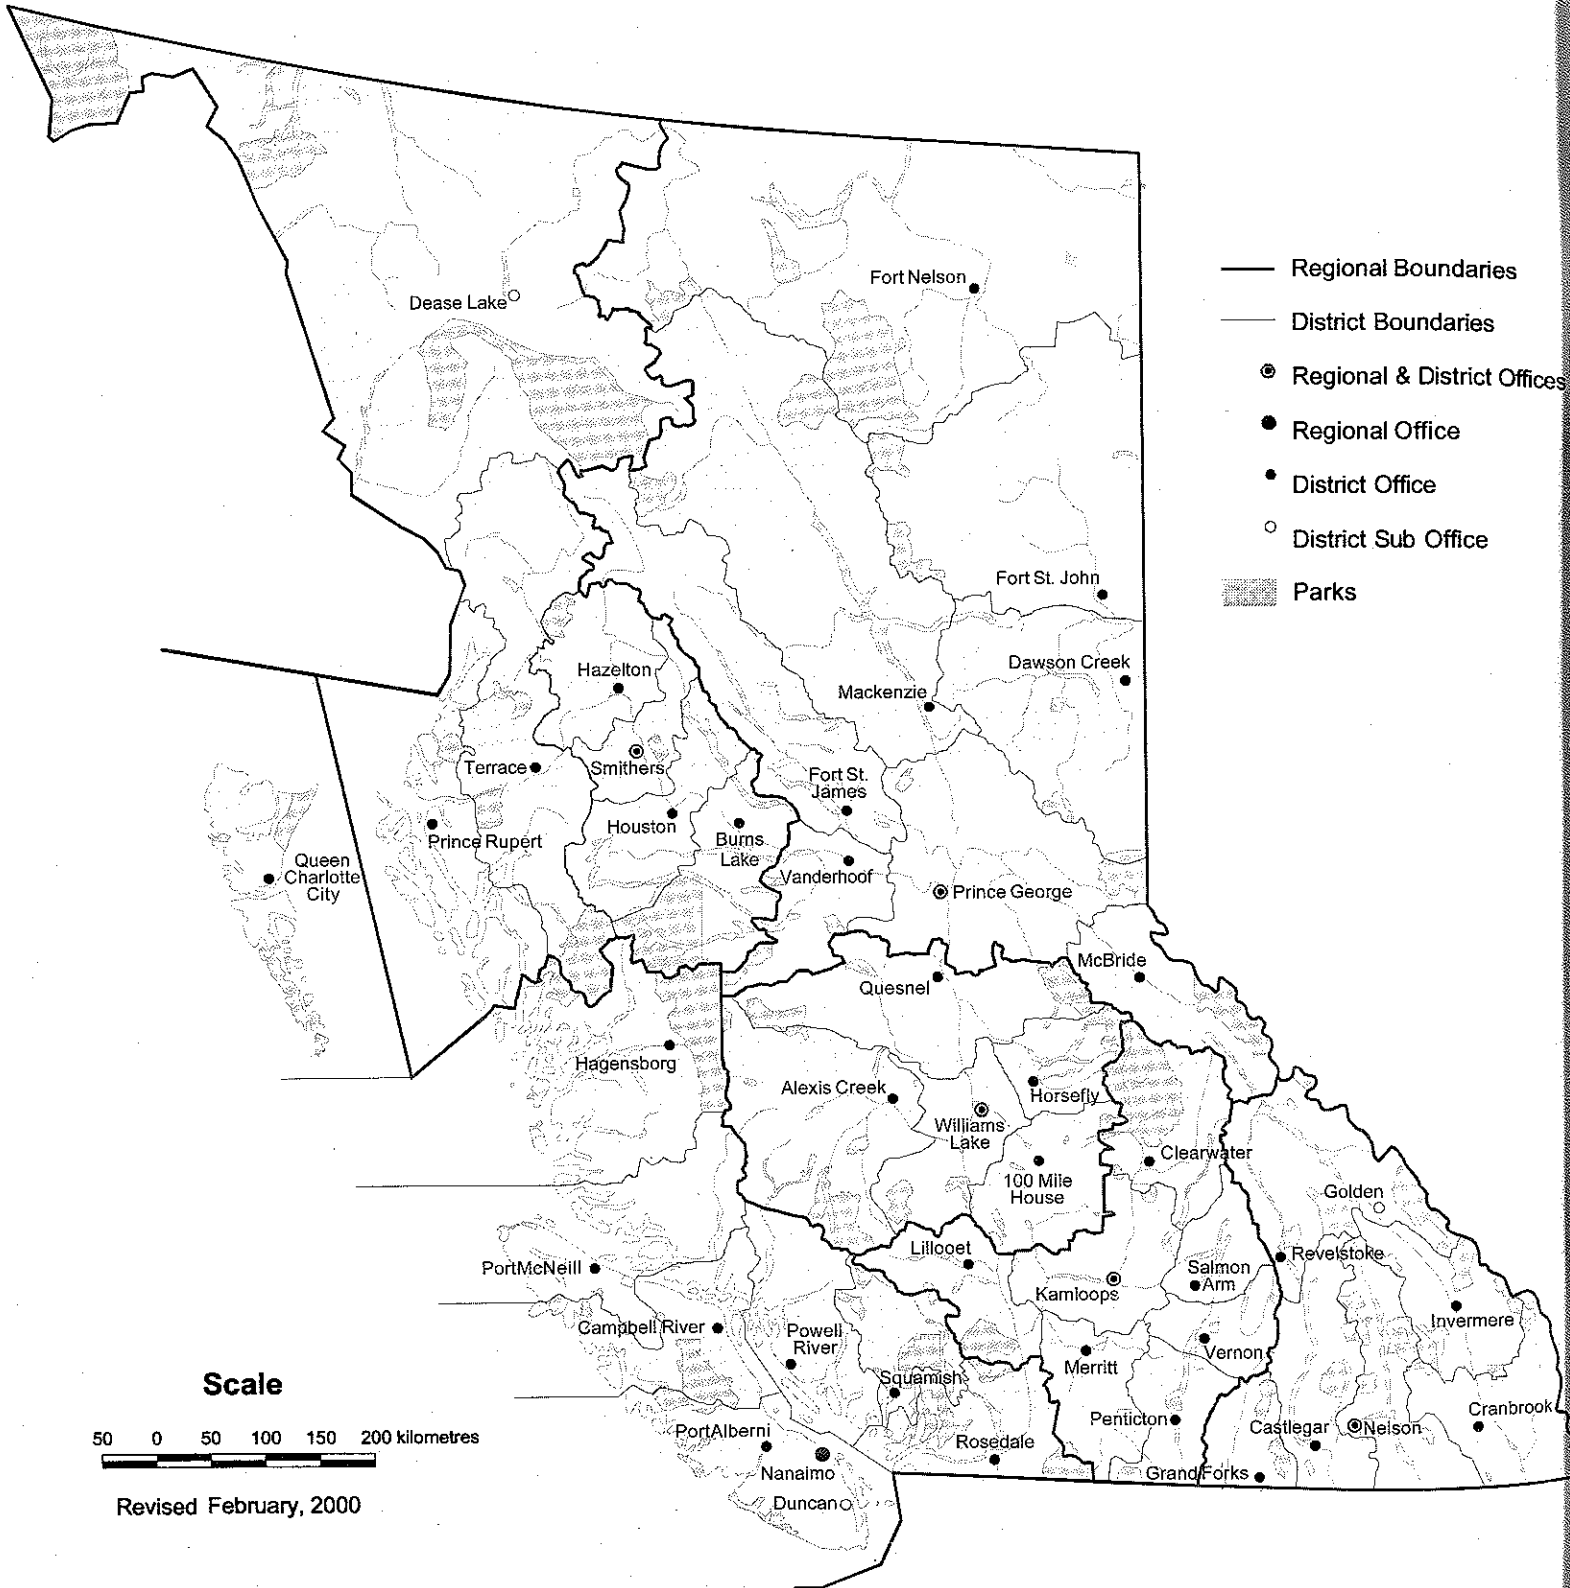 Dease Lake
Fort Nelson
Regional Boundaries
District Boundaries
Regional & District Offices
Regional Office
District Office
District Sub Office
Parks
Fort St. John
Hazelton
Dawson Creek
Mackenzie
Terrace
Smithers
Fort St.
James
Houston
Burns
Lake
Prince Rupert
Queen
Charlotte
City
Vanderhoof
Prince George
McBride
Quesnel
Hagensborg
Alexis Creek
Horsefly
Williams
Lake
Clearwater
100 Mile
House
Golden
Lillooet
Revelstoke
PortMcNeill
Salmon
Arm
Kamloops
Invermere
Campbell River
Powell
River
Vernon
Merritt
Squamish
Scale
50 0 50 100 150 200 kilometres
Revised February, 2000
PortAlberni
Penticton
Cranbrook
Castlegar
Nelson
Rosedale
Nanaimo
Grand Forks
Duncan